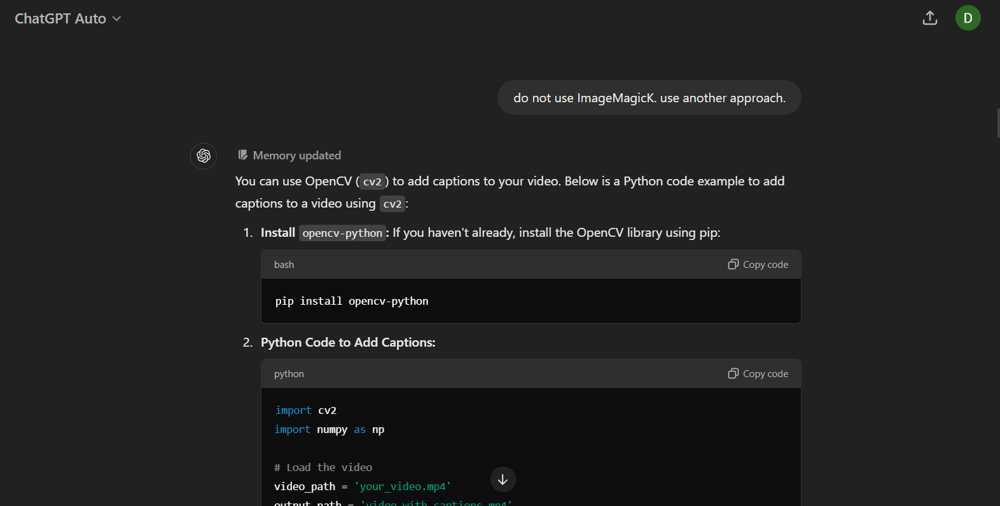 ChatGPT Auto
D
do not use ImageMagicK. use another approach.
Memory updated
You can use OpenCV (cv2) to add captions to your video. Below is a Python code example to add
captions to a video using cv2:
1. Install opencv-python: If you haven't already, install the OpenCV library using pip:
bash
Copy code
pip install opencv-python
2. Python Code to Add Captions:
python
Copy code
import cv2
import numpy as np
# Load the video
video_path = 'your_video.mp4'
output_path = 'video_with_captions.mp4'